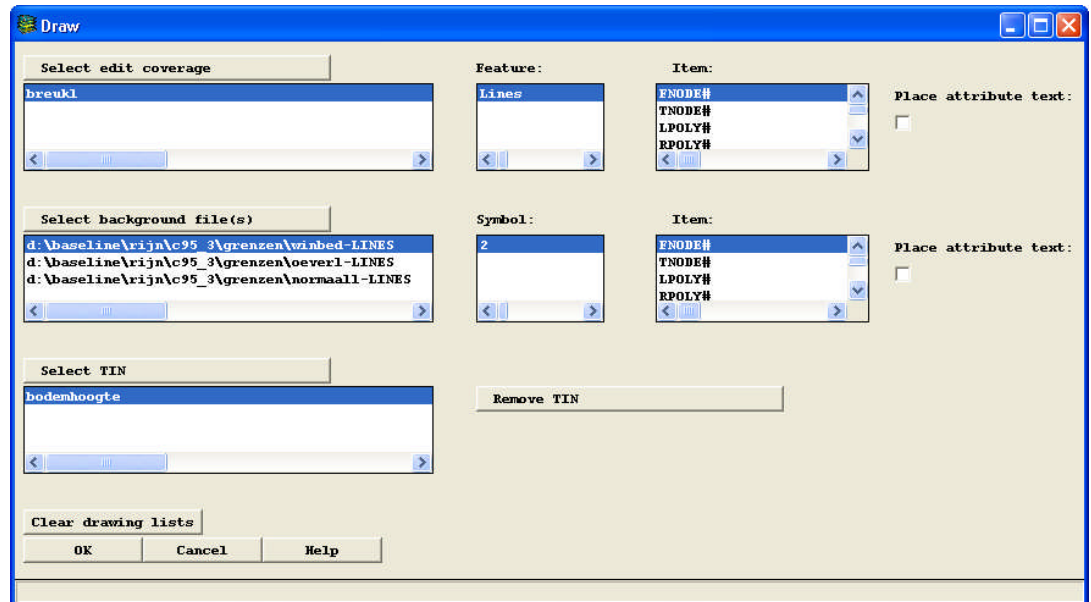 Draw
Select edit coverage
Feature:
Item:
breukl
Lines
FNODE#
TNODE#
LPOLY#
RPOLY#
Place attribute text:
Select background file(s)
Symbol:
Item:
d:\baseline\rijn\c95_3\grenzen\winbed-LINES
d:\baseline\rijn\c95_3\grenzen\oeverl-LINES
d:\baseline\rijn\c95_3\grenzen\normaall-LINES
2
FNODE#
TNODE#
LPOLY#
RPOLY#
Place attribute text:
Select TIN
bodemhoogte
Remove TIN
Clear drawing lists
OK
Cancel
Help